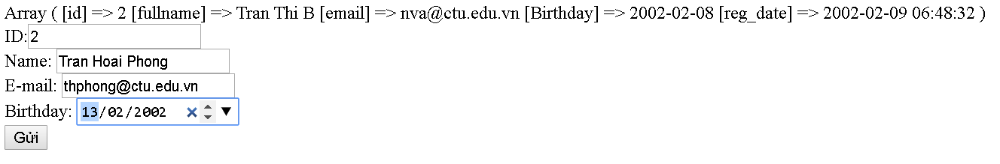 Array ( [id] => 2 [fullname] => Tran Thi B [email] => nva@ctu.edu.vn [Birthday] => 2002-02-08 [reg_date] => 2002-02-09 06:48:32 )
ID: 2
Name: Tran Hoai Phong
E-mail: thphong@ctu.edu.vn
Birthday: 13/02/2002
Gửi